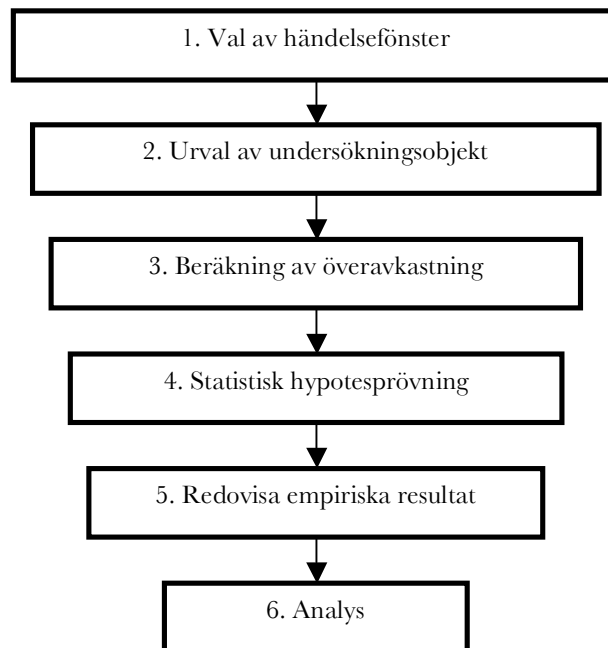 1. Val av händelsefönster
2. Urval av undersökningsobjekt
3. Beräkning av överavkastning
4. Statistisk hypotesprövning
5. Redovisa empiriska resultat
6. Analys